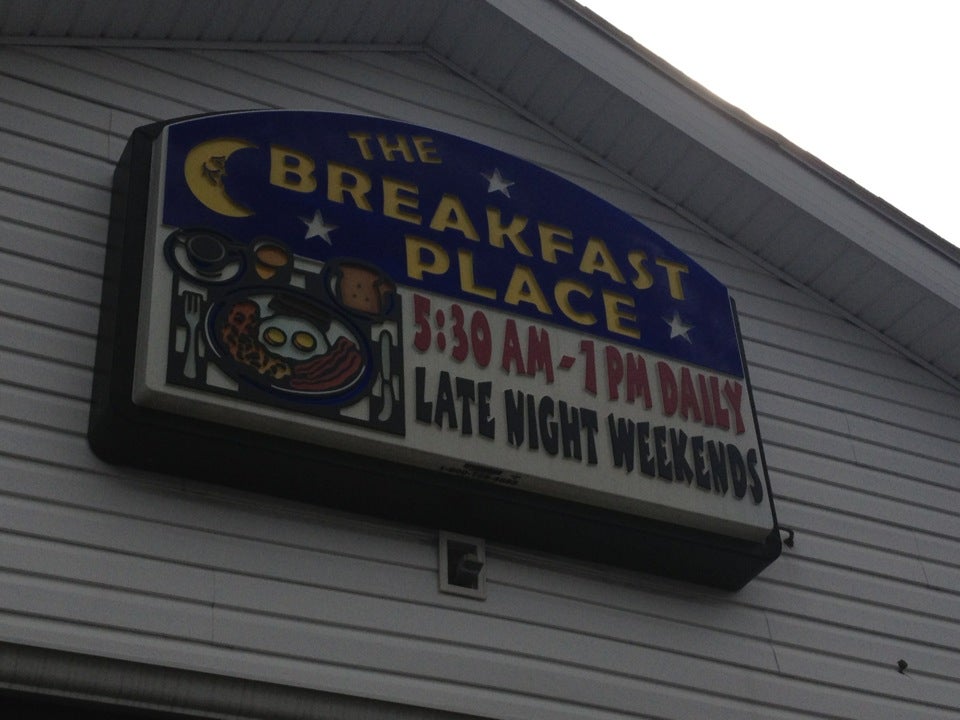 THE
BREAKFAST
PLACE
5:30 AM - 1 PM DAILY
LATE NIGHT WEEKENDS